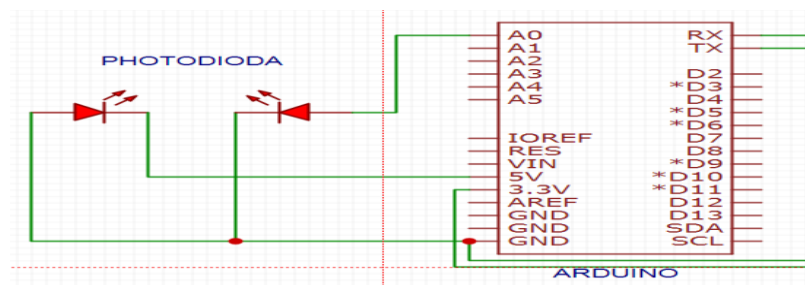 PHOTODIODA
A0
A1
A2
A3
A4
A5
IOREF
RES
VIN
5V
3.3V
AREF
GND
GND
GND
RX
TX
D2
*D3
D4
*D5
*D6
D7
D8
*D9
*D10
*D11
D12
D13
SDA
SCL
ARDUINO